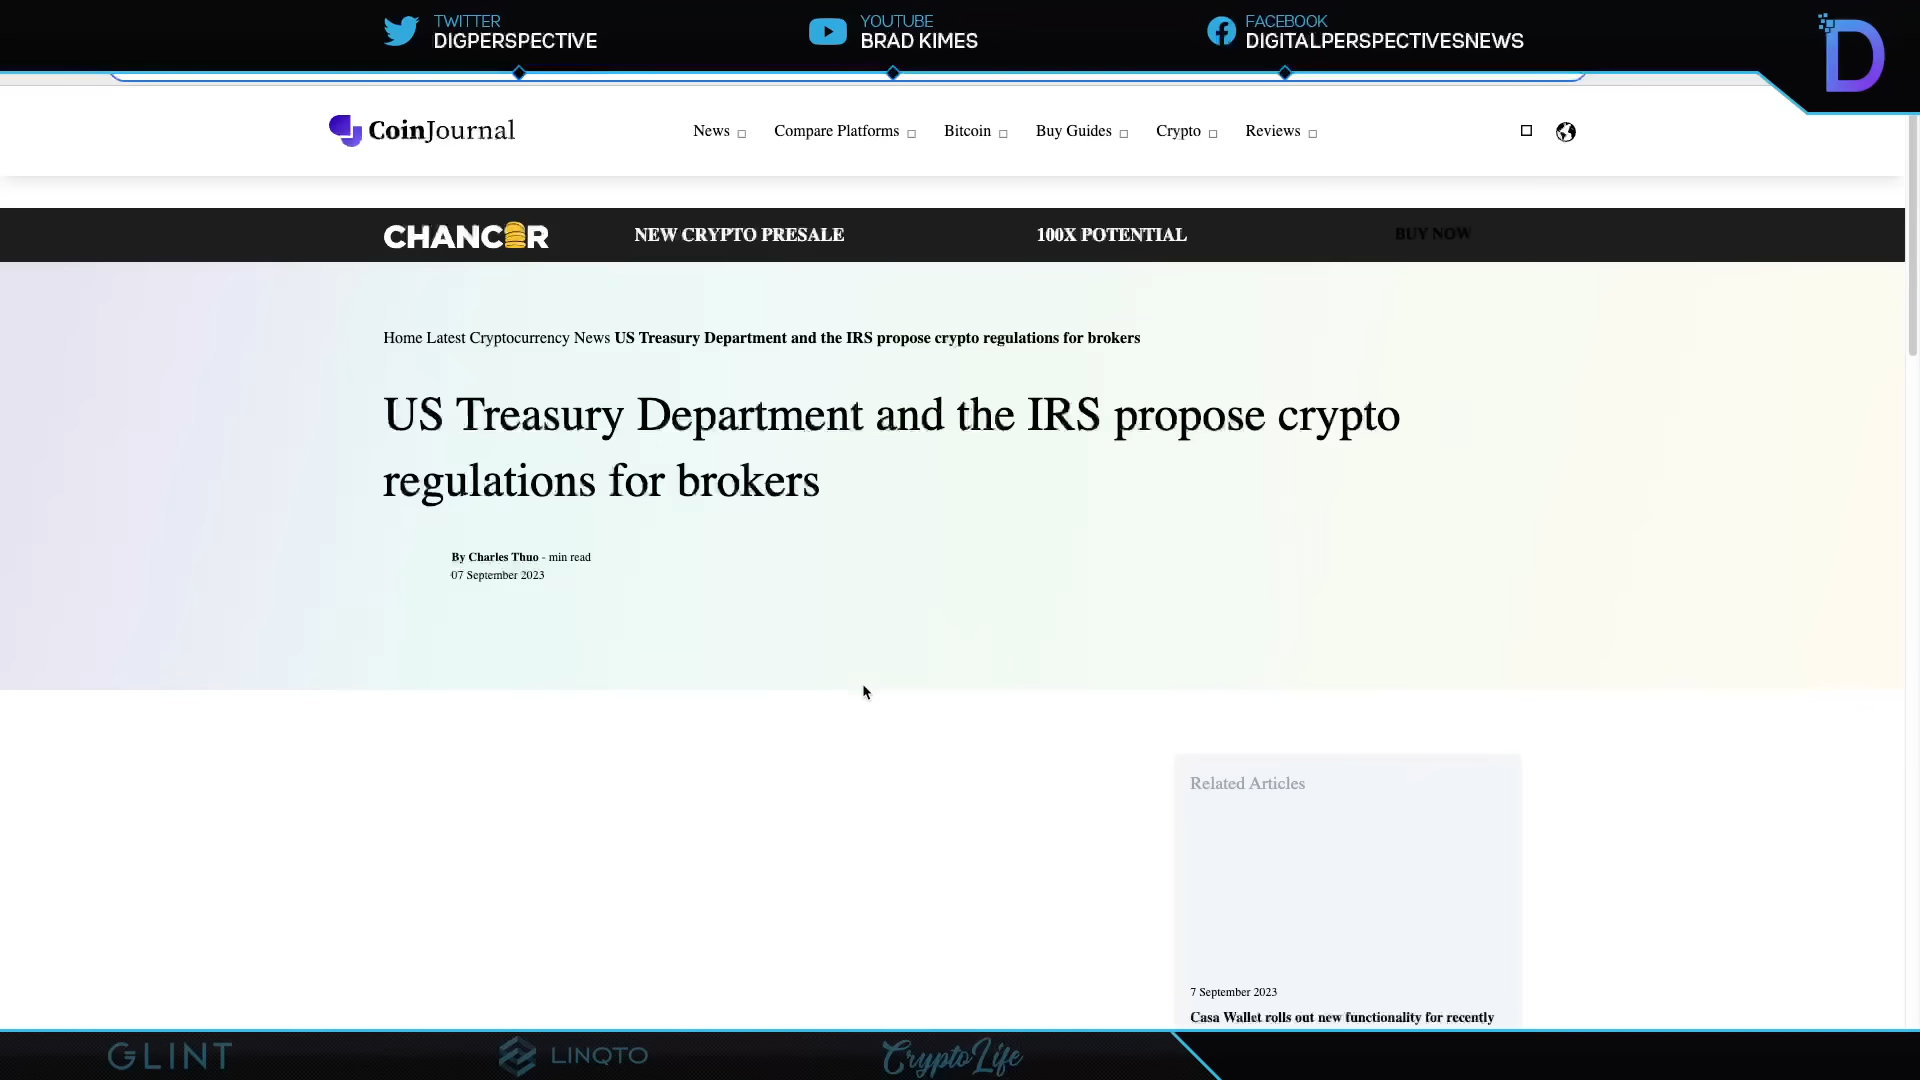 TWITTER
DIGPERSPECTIVE
YOUTUBE
BRAD KIMES
FACEBOOK
DIGITALPERSPECTIVESNEWS
D
CoinJournal
News
Compare Platforms
Bitcoin
Buy Guides
Crypto
Reviews
CHANCER
NEW CRYPTO PRESALE
100X POTENTIAL
BUY NOW
Home Latest Cryptocurrency News US Treasury Department and the IRS propose crypto regulations for brokers
US Treasury Department and the IRS propose crypto
regulations for brokers
By Charles Thuo - min read
07 September 2023
Related Articles
7 September 2023
Casa Wallet rolls out new functionality for recently
GLINT
LINQTO
CryptoLife